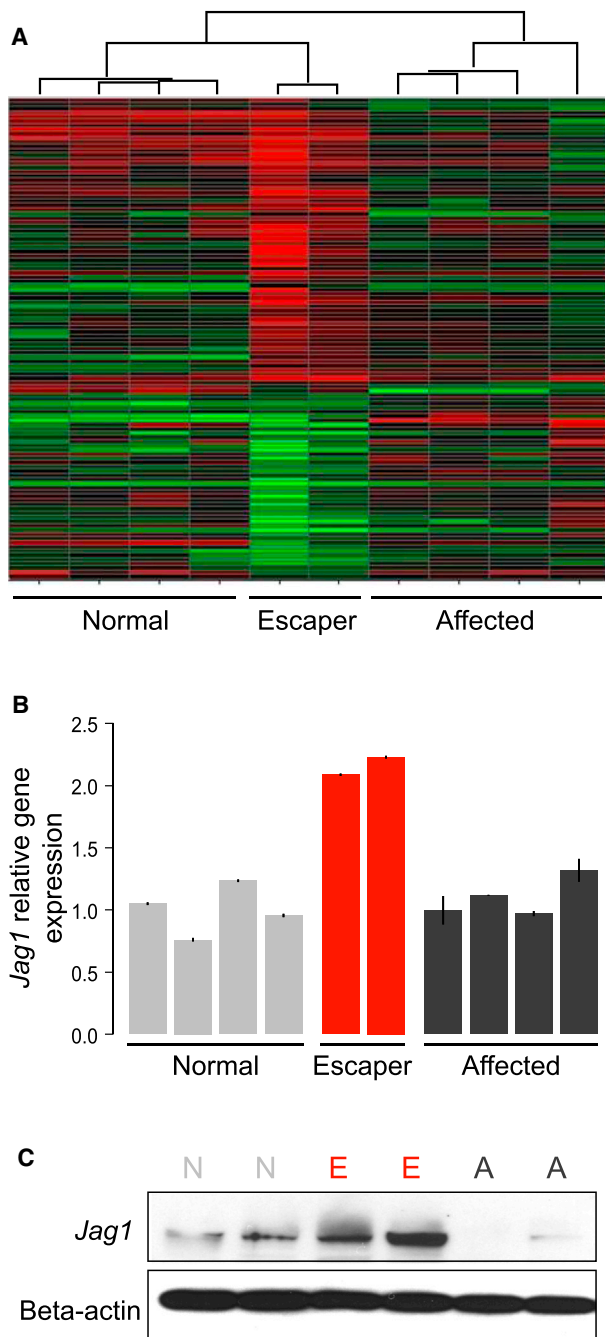 A
Normal Escaper Affected
B
Jag1 relative gene
expression
2.5
2.0
1.5
1.0
0.5
0.0
Normal Escaper Affected
C
N N E E A A
Jag1
Beta-actin